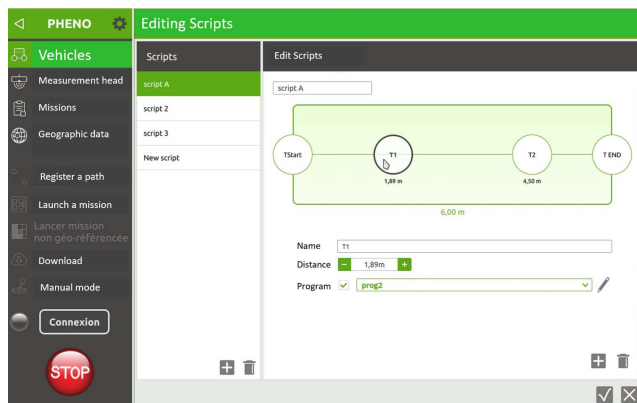 PHENO
Editing Scripts
Vehicles
Measurement head
Missions
Geographic data
Register a path
Launch a mission
Lancer mission
non géo-référencée
Download
Manual mode
Connexion
STOP
Scripts
script A
script 2
script 3
New script
Edit Scripts
script A
TStart
T1
T2
T END
1,89 m
4,50 m
6,00 m
Name T1
Distance − 1,89m +
Program prog2